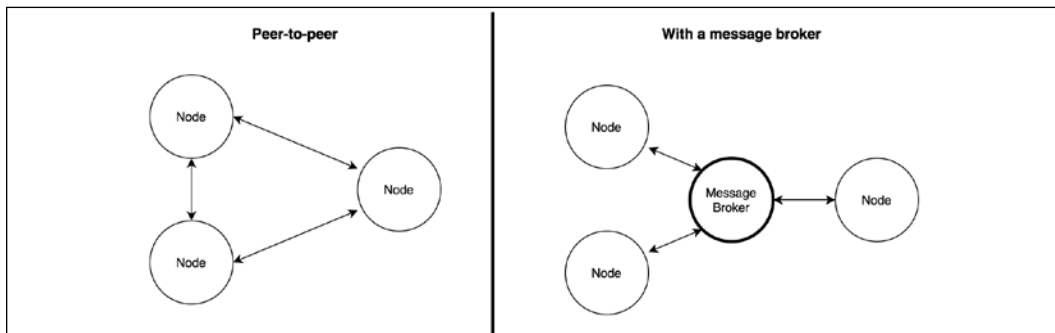 Peer-to-peer
Node
Node
Node
With a message broker
Node
Message
Broker
Node
Node